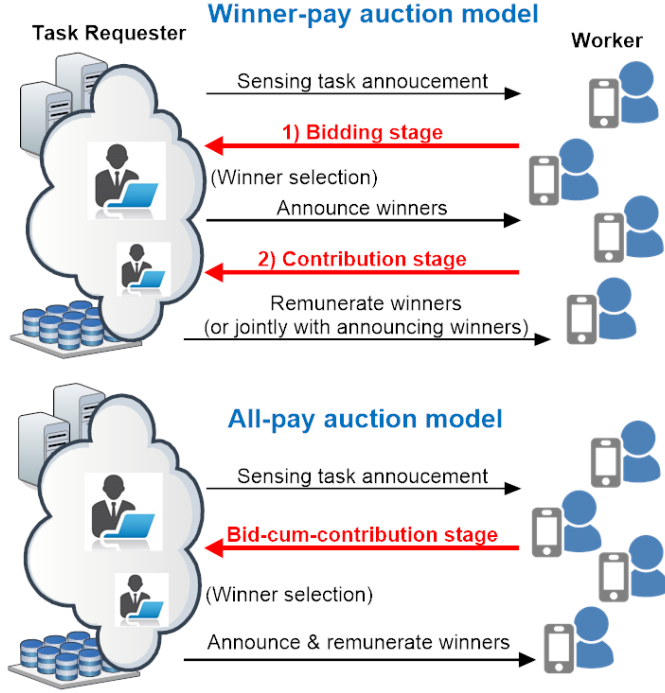 Winner-pay auction model
Task Requester
Worker
Sensing task annoucement
1) Bidding stage
(Winner selection)
Announce winners
2) Contribution stage
Remunerate winners
(or jointly with announcing winners)
All-pay auction model
Sensing task annoucement
Bid-cum-contribution stage
(Winner selection)
Announce & remunerate winners